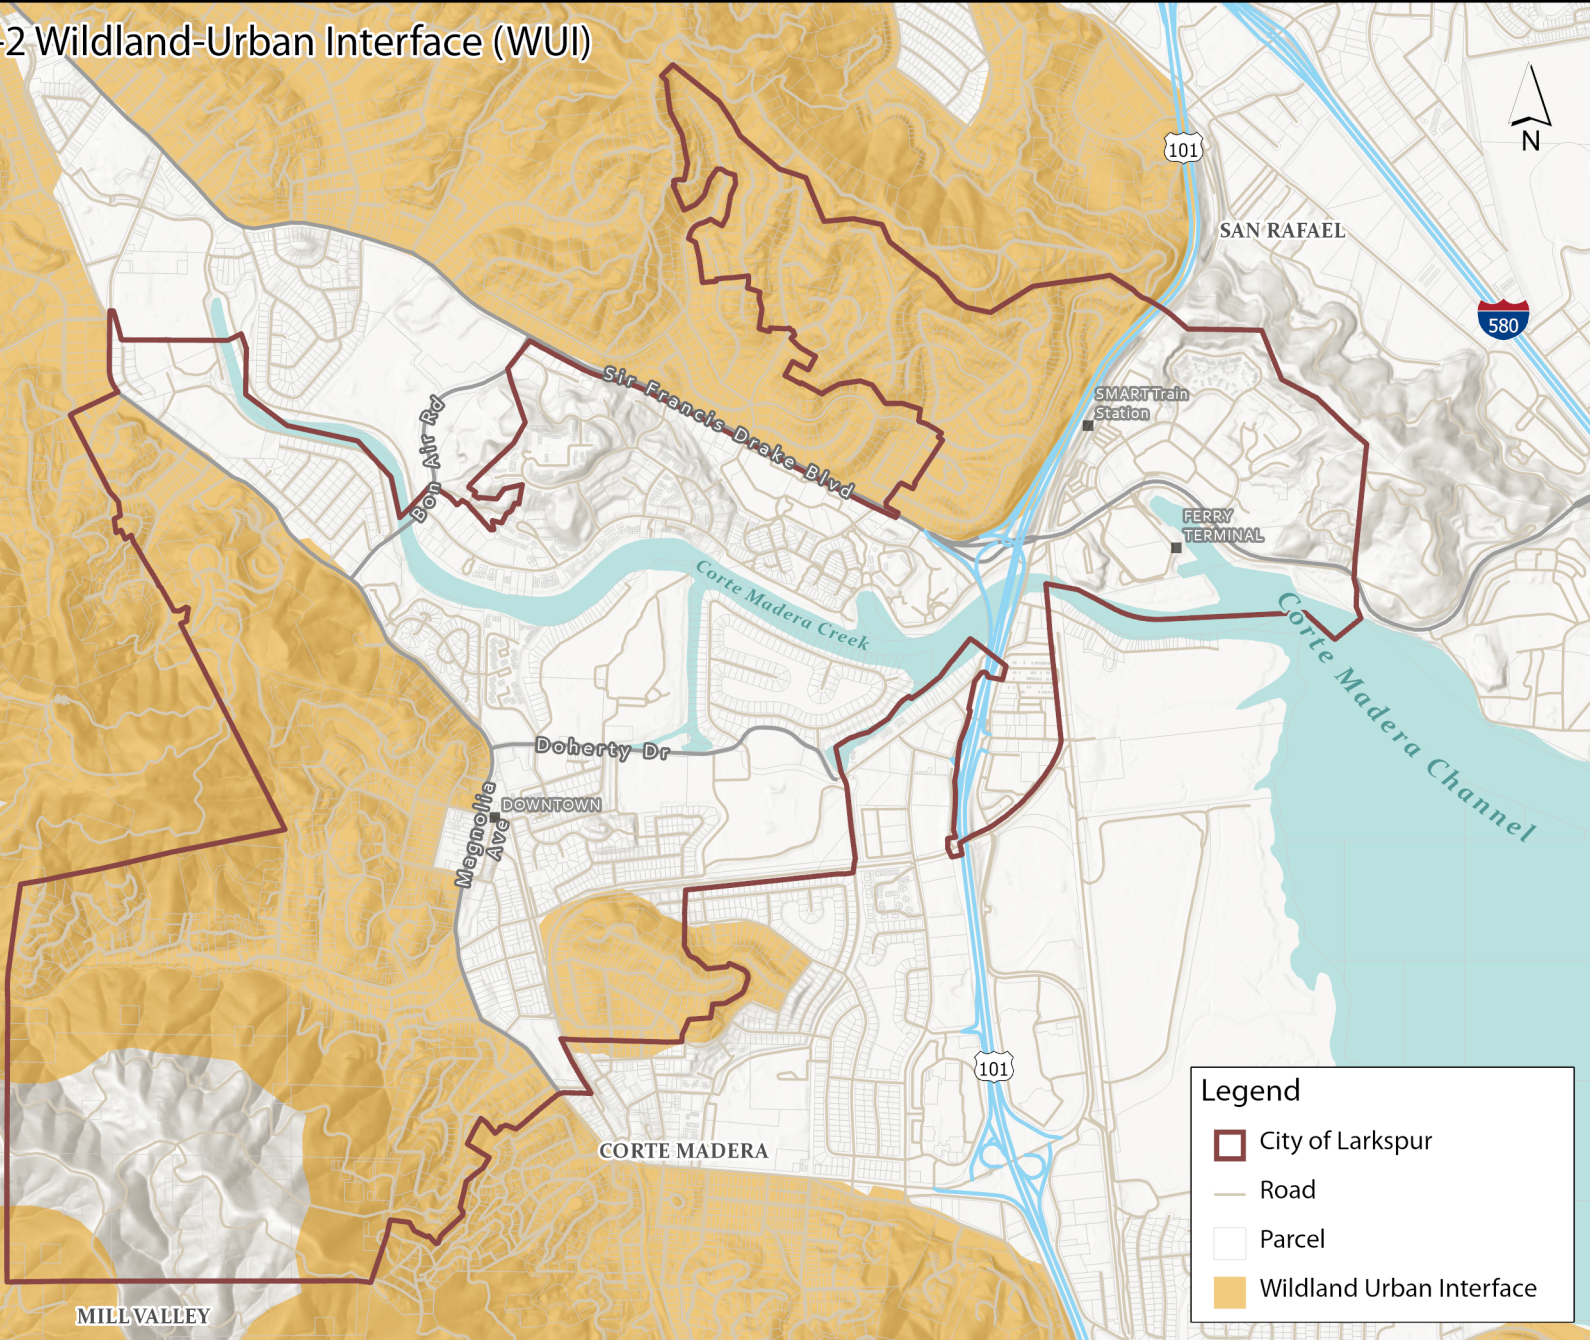 -2 Wildland-Urban Interface (WUI)
N
101
SAN RAFAEL
580
Sir Francis Drake Blvd
SMART Train
Station
Bon Air Rd
FERRY
TERMINAL
Corte Madera Creek
Corte Madera Channel
Doherty Dr
DOWNTOWN
Magnolia
Ave
101
CORTE MADERA
MILL VALLEY
Legend
City of Larkspur
Road
Parcel
Wildland Urban Interface